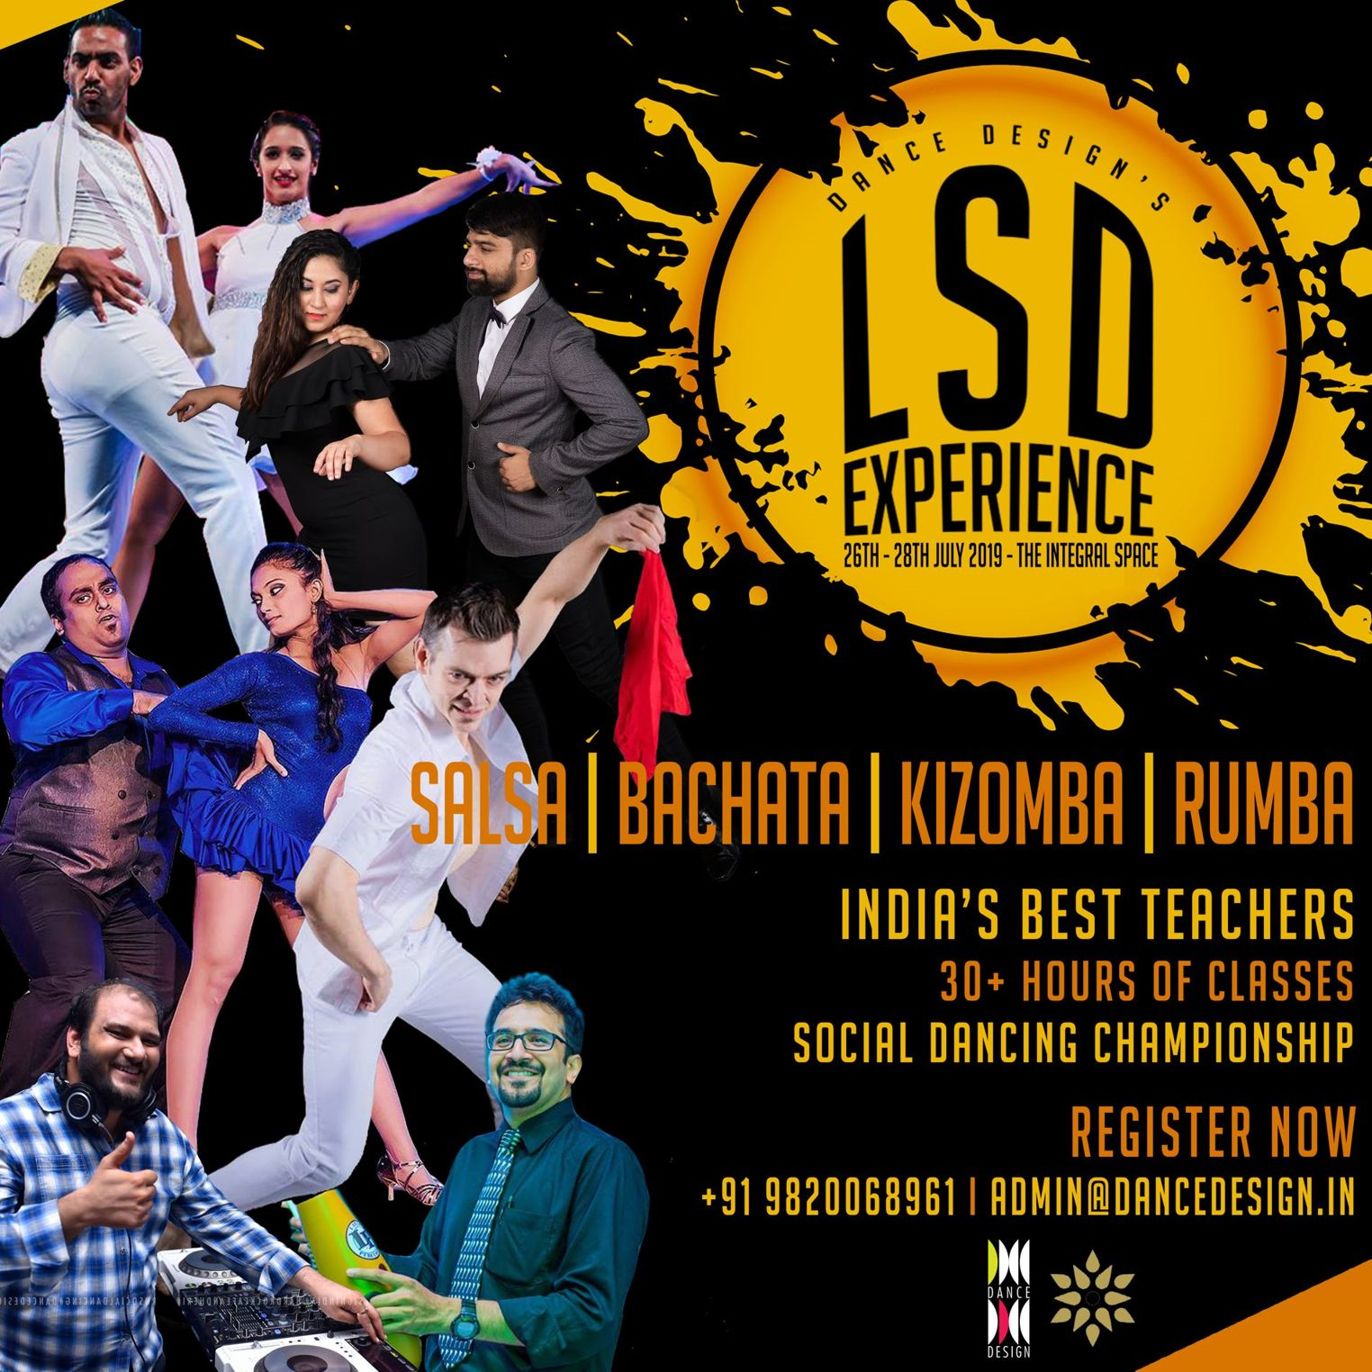 DANCE DESIGN'S
LSD
EXPERIENCE
26TH - 28TH JULY 2019 - THE INTEGRAL SPACE
SALSA | BACHATA | KIZOMBA | RUMBA
INDIA'S BEST TEACHERS
30+ HOURS OF CLASSES
SOCIAL DANCING CHAMPIONSHIP
REGISTER NOW
+91 9820068961 | ADMIN@DANCEDESIGN.IN
DANCE
DESIGN